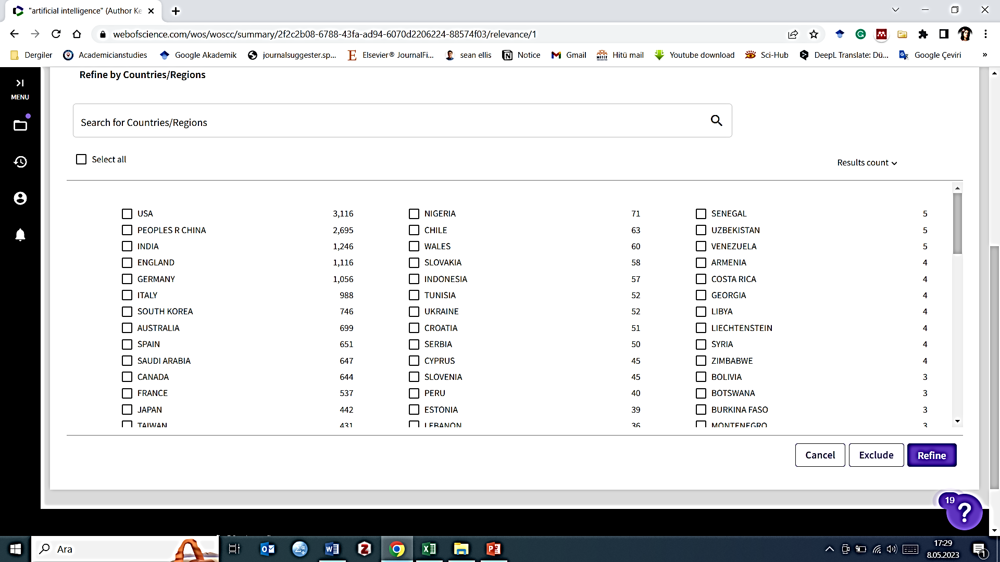 "artificial intelligence" (Author Ke
webofscience.com/wos/woscc/summary/2f2c2b08-6788-43fa-ad94-6070d2206224-88574f03/relevance/1
Dergiler Academicianstudies Google Akademik journalsuggester.sp... Elsevier® JournalFi... sean ellis Notice Gmail Hitü mail Youtube download Sci-Hub DeepL Translate: Dü... Google Çeviri »
MENU
Refine by Countries/Regions
Search for Countries/Regions
Select all
Results count
USA 3,116 NIGERIA 71 SENEGAL 5
PEOPLES R CHINA 2,695 CHILE 63 UZBEKISTAN 5
INDIA 1,246 WALES 60 VENEZUELA 5
ENGLAND 1,116 SLOVAKIA 58 ARMENIA 4
GERMANY 1,056 INDONESIA 57 COSTA RICA 4
ITALY 988 TUNISIA 52 GEORGIA 4
SOUTH KOREA 746 UKRAINE 52 LIBYA 4
AUSTRALIA 699 CROATIA 51 LIECHTENSTEIN 4
SPAIN 651 SERBIA 50 SYRIA 4
SAUDI ARABIA 647 CYPRUS 45 ZIMBABWE 4
CANADA 644 SLOVENIA 45 BOLIVIA 3
FRANCE 537 PERU 40 BOTSWANA 3
JAPAN 442 ESTONIA 39 BURKINA FASO 3
TAIWAN 431 LEBANON 36 MONTENEGRO 3
Cancel Exclude Refine
19
?
Ara
17:29
8.05.2023
1